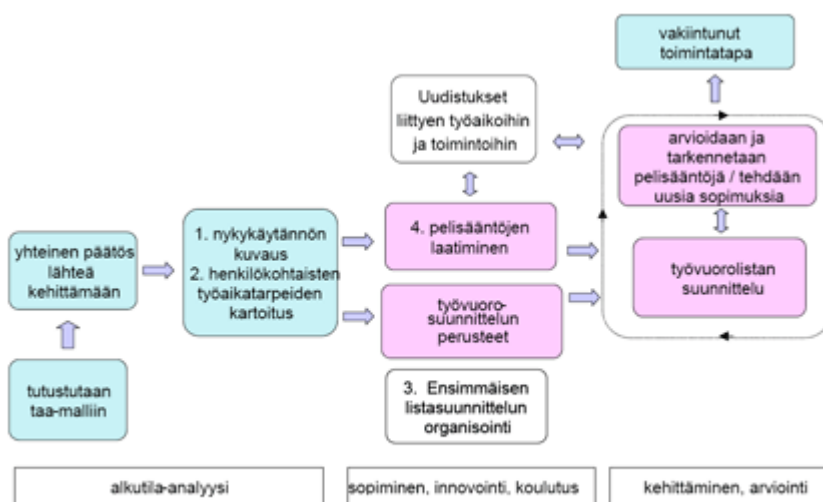 vakiintunut
toimintatapa
Uudistukset
liittyen työaikoihin
ja toimintoihin
arvioidaan ja
tarkennetaan
pelisääntöjä / tehdään
uusia sopimuksia
1. nykykäytännön
kuvaus
2. henkilökohtaisten
työaikatarpeiden
kartoitus
4. pelisääntöjen
laatiminen
yhteinen päätös
lähteä
kehittämään
työvuorolistan
suunnittelu
työvuoro-
suunnittelun
perusteet
tutustutaan
taa-malliin
3. Ensimmäisen
listasuunnittelun
organisointi
alkutila-analyysi
sopiminen, innovointi, koulutus
kehittäminen, arviointi